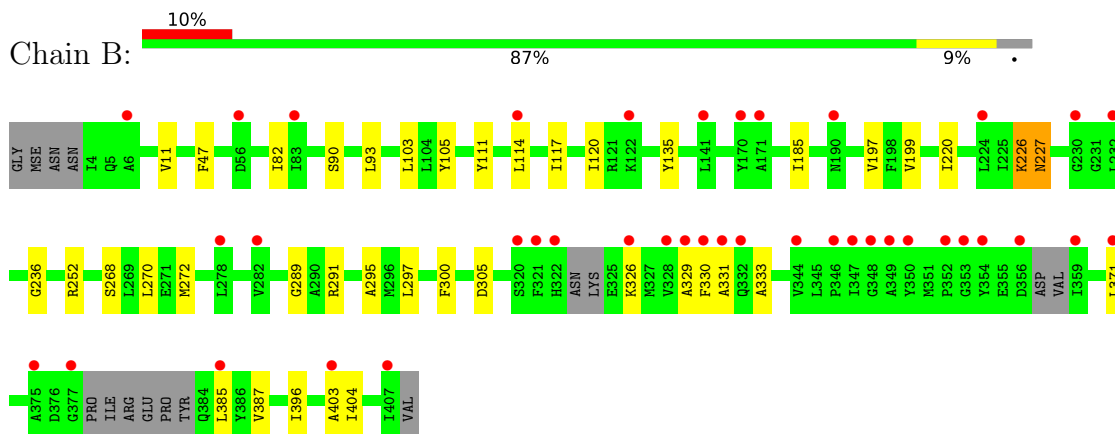 10%
Chain B:
87% 9% •
GLY MSE ASN ASN I4 Q5 A6 V11 F47 D56 I82 I83 S90 L93 L103 L104 Y105 Y111 L114 I117 I120 R121 K122 Y135 L141 Y170 A171 I185 N190 V197 F198 V199 I220 L224 I225 K226 N227 G230 G231
G236 R252 S268 L269 L270 E271 M272 L278 V282 G289 A290 R291 A295 M296 L297 F300 D305 S320 F321 H322 ASN LYS E325 K326 M327 V328 A329 F330 A331 Q332 A333 V344 L345 P346 I347 G348 A349 Y350 M351 P352 G353 Y354 E355 D356 ASP VAL I359
A375 D376 G377 PRO ILE ARG GLU PRO TYR Q384 L385 Y386 V387 I396 A403 I404 I407 VAL